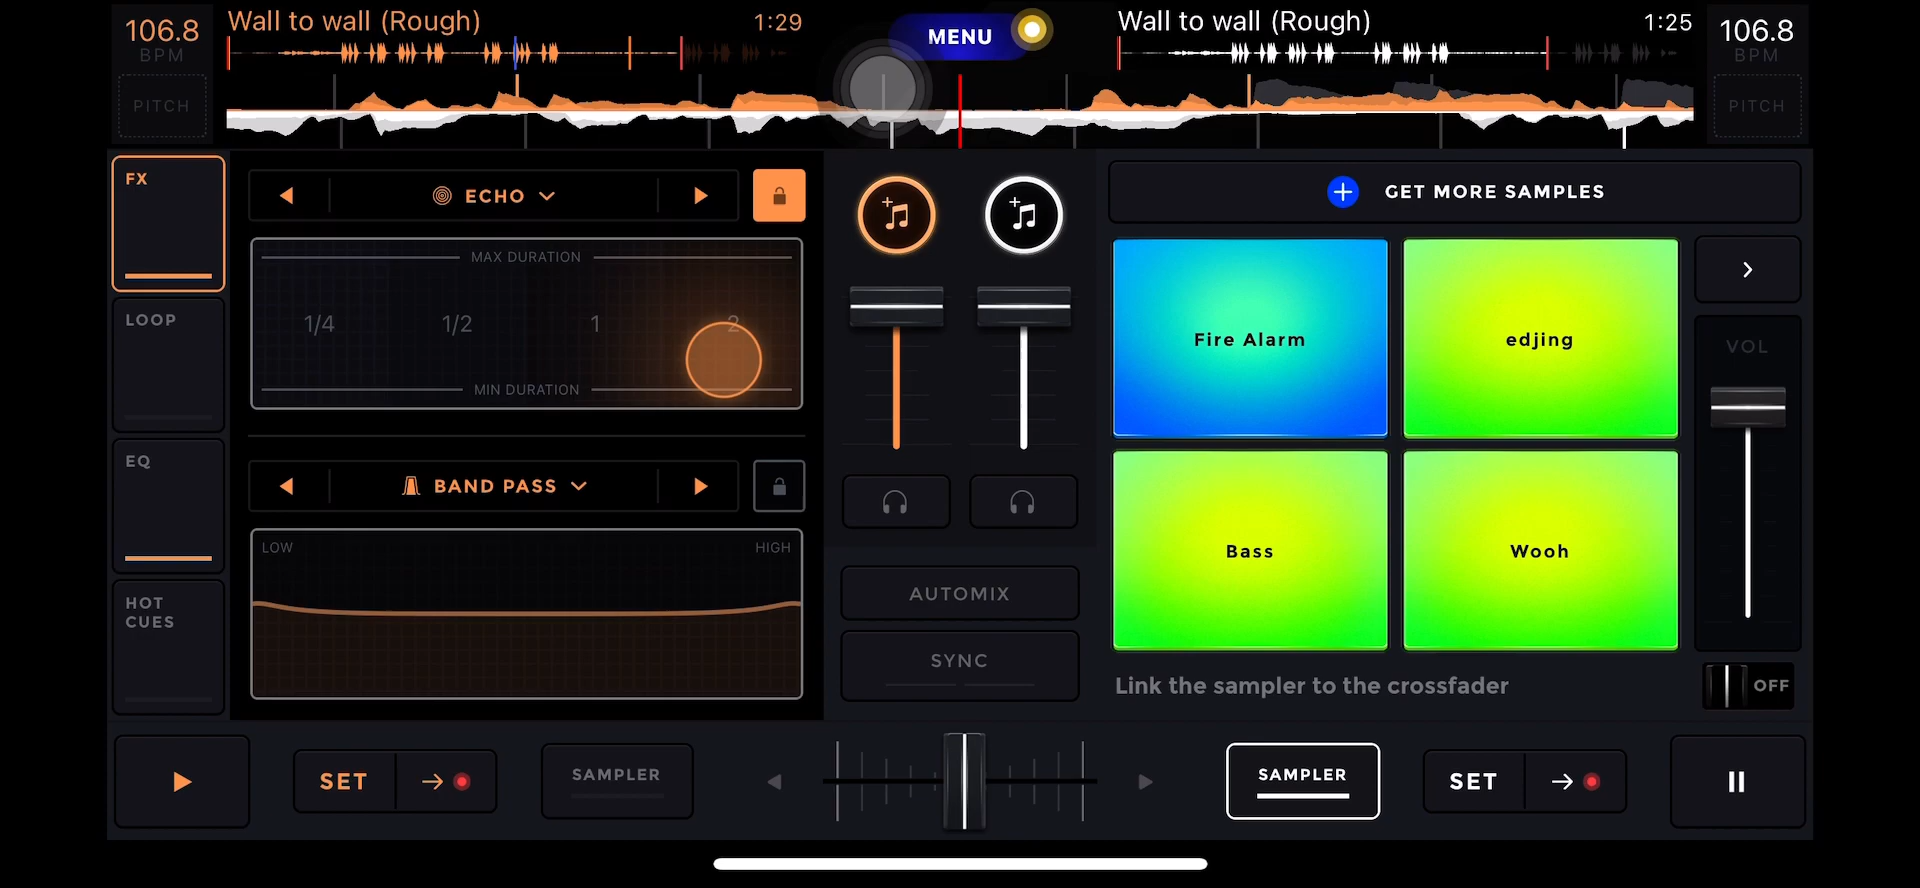 106.8
BPM
PITCH
Wall to wall (Rough)
1:29
MENU
Wall to wall (Rough)
1:25
106.8
BPM
PITCH
FX
LOOP
EQ
HOT
CUES
ECHO
MAX DURATION
1/4 1/2 1 2
MIN DURATION
BAND PASS
LOW HIGH
AUTOMIX
SYNC
GET MORE SAMPLES
Fire Alarm
edjing
Bass
Wooh
VOL
Link the sampler to the crossfader
OFF
SET
SAMPLER
SAMPLER
SET